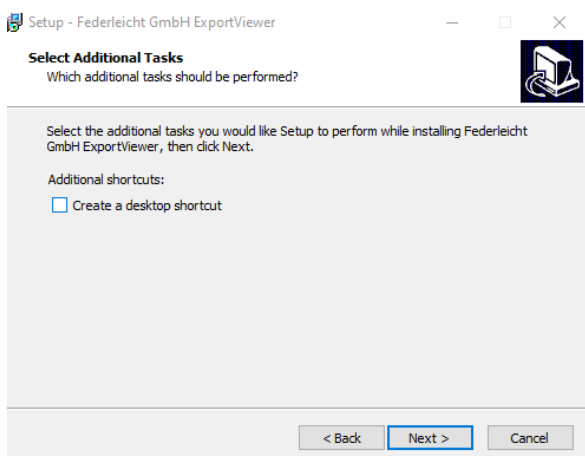 Setup - Federleicht GmbH ExportViewer
Select Additional Tasks
Which additional tasks should be performed?
Select the additional tasks you would like Setup to perform while installing Federleicht
GmbH ExportViewer, then click Next.
Additional shortcuts:
Create a desktop shortcut
< Back Next > Cancel